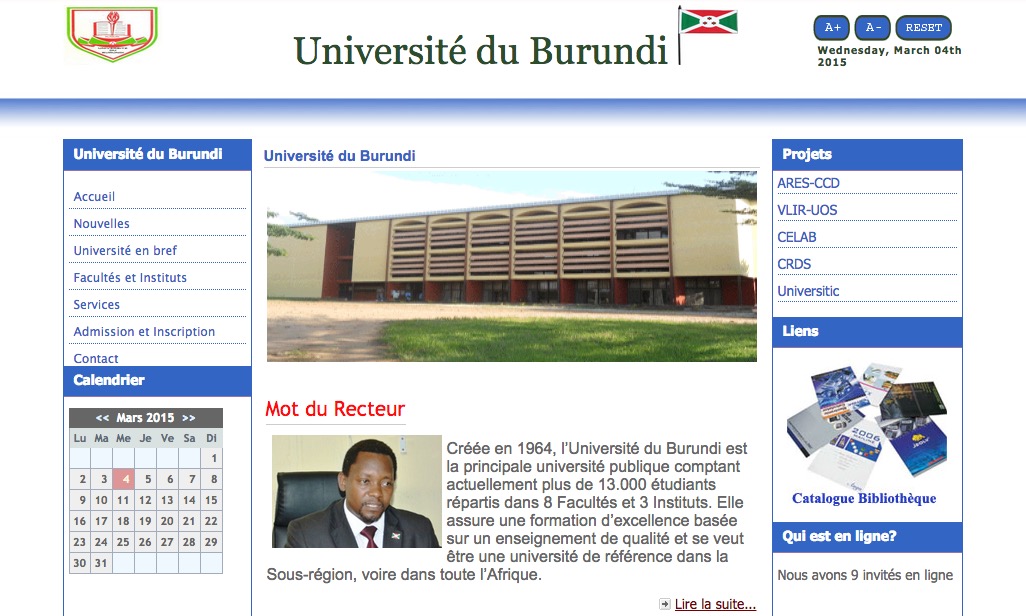 Université du Burundi
A+ A- RESET
Wednesday, March 04th
2015
Université du Burundi
Accueil
Nouvelles
Université en bref
Facultés et Instituts
Services
Admission et Inscription
Contact
Calendrier
<< Mars 2015 >>
Lu Ma Me Je Ve Sa Di
1
2 3 4 5 6 7 8
9 10 11 12 13 14 15
16 17 18 19 20 21 22
23 24 25 26 27 28 29
30 31
Université du Burundi
Mot du Recteur
Créée en 1964, l’Université du Burundi est
la principale université publique comptant
actuellement plus de 13.000 étudiants
répartis dans 8 Facultés et 3 Instituts. Elle
assure une formation d’excellence basée
sur un enseignement de qualité et se veut
être une université de référence dans la
Sous-région, voire dans toute l’Afrique.
Lire la suite...
Projets
ARES-CCD
VLIR-UOS
CELAB
CRDS
Universitic
Liens
2006
Catalogue Bibliothèque
Qui est en ligne?
Nous avons 9 invités en ligne